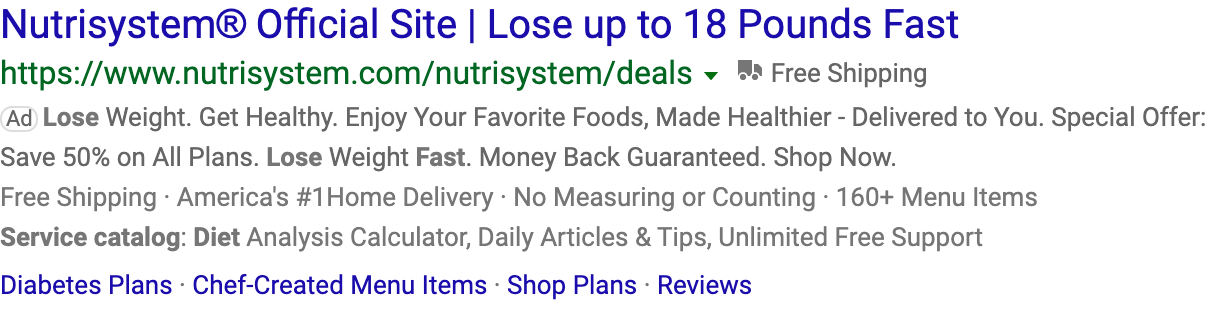 Nutrisystem® Official Site | Lose up to 18 Pounds Fast
https://www.nutrisystem.com/nutrisystem/deals Free Shipping
Ad Lose Weight. Get Healthy. Enjoy Your Favorite Foods, Made Healthier - Delivered to You. Special Offer:
Save 50% on All Plans. Lose Weight Fast. Money Back Guaranteed. Shop Now.
Free Shipping · America's #1Home Delivery · No Measuring or Counting · 160+ Menu Items
Service catalog: Diet Analysis Calculator, Daily Articles & Tips, Unlimited Free Support
Diabetes Plans · Chef-Created Menu Items · Shop Plans · Reviews